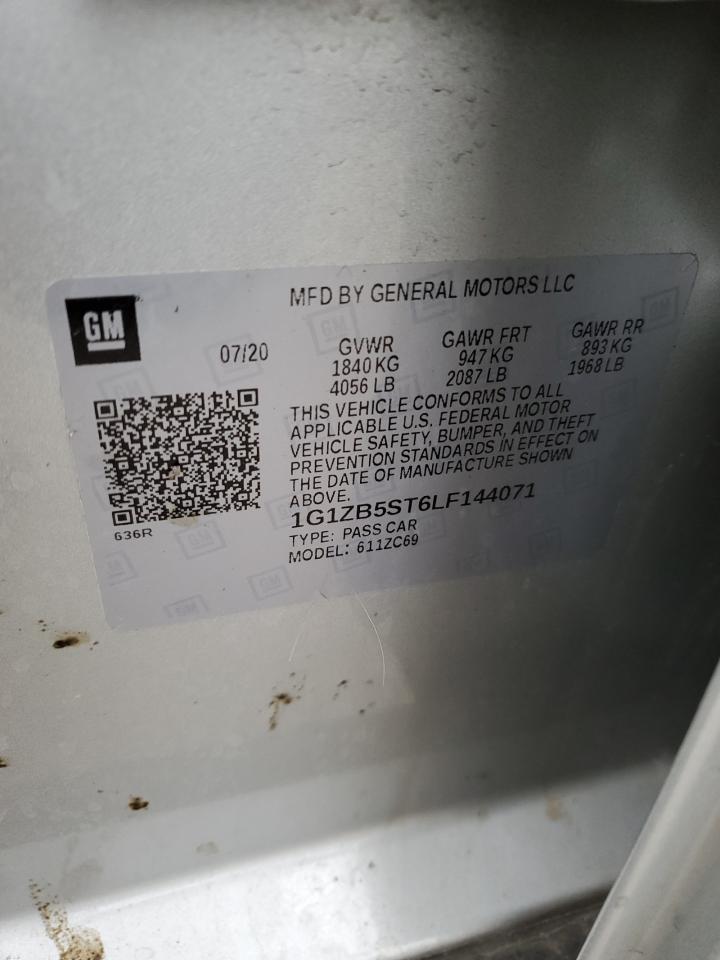 MFD BY GENERAL MOTORS LLC
GM
07/20
GVWR
1840 KG
4056 LB
GAWR FRT
947 KG
2087 LB
GAWR RR
893 KG
1968 LB
THIS VEHICLE CONFORMS TO ALL
APPLICABLE U.S. FEDERAL MOTOR
VEHICLE SAFETY, BUMPER, AND THEFT
PREVENTION STANDARDS IN EFFECT ON
THE DATE OF MANUFACTURE SHOWN
ABOVE.
1G1ZB5ST6LF144071
TYPE: PASS CAR
MODEL: 611ZC69
636R